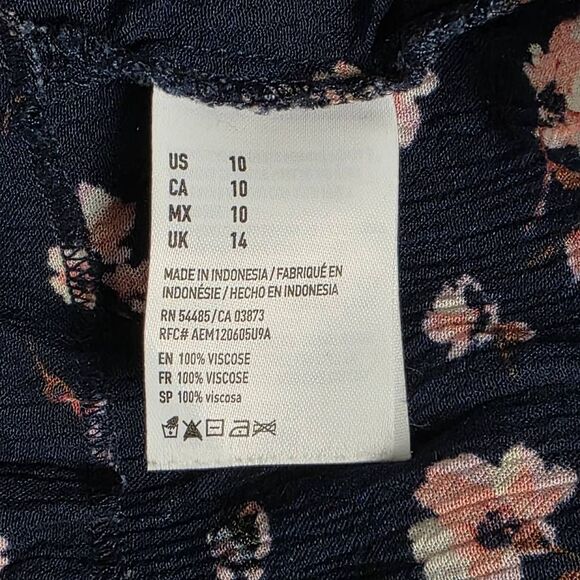 US 10
CA 10
MX 10
UK 14
MADE IN INDONESIA / FABRIQUÉ EN
INDONÉSIE / HECHO EN INDONESIA
RN 54485 / CA 03873
RFC# AEM120605U9A
EN 100% VISCOSE
FR 100% VISCOSE
SP 100% viscosa